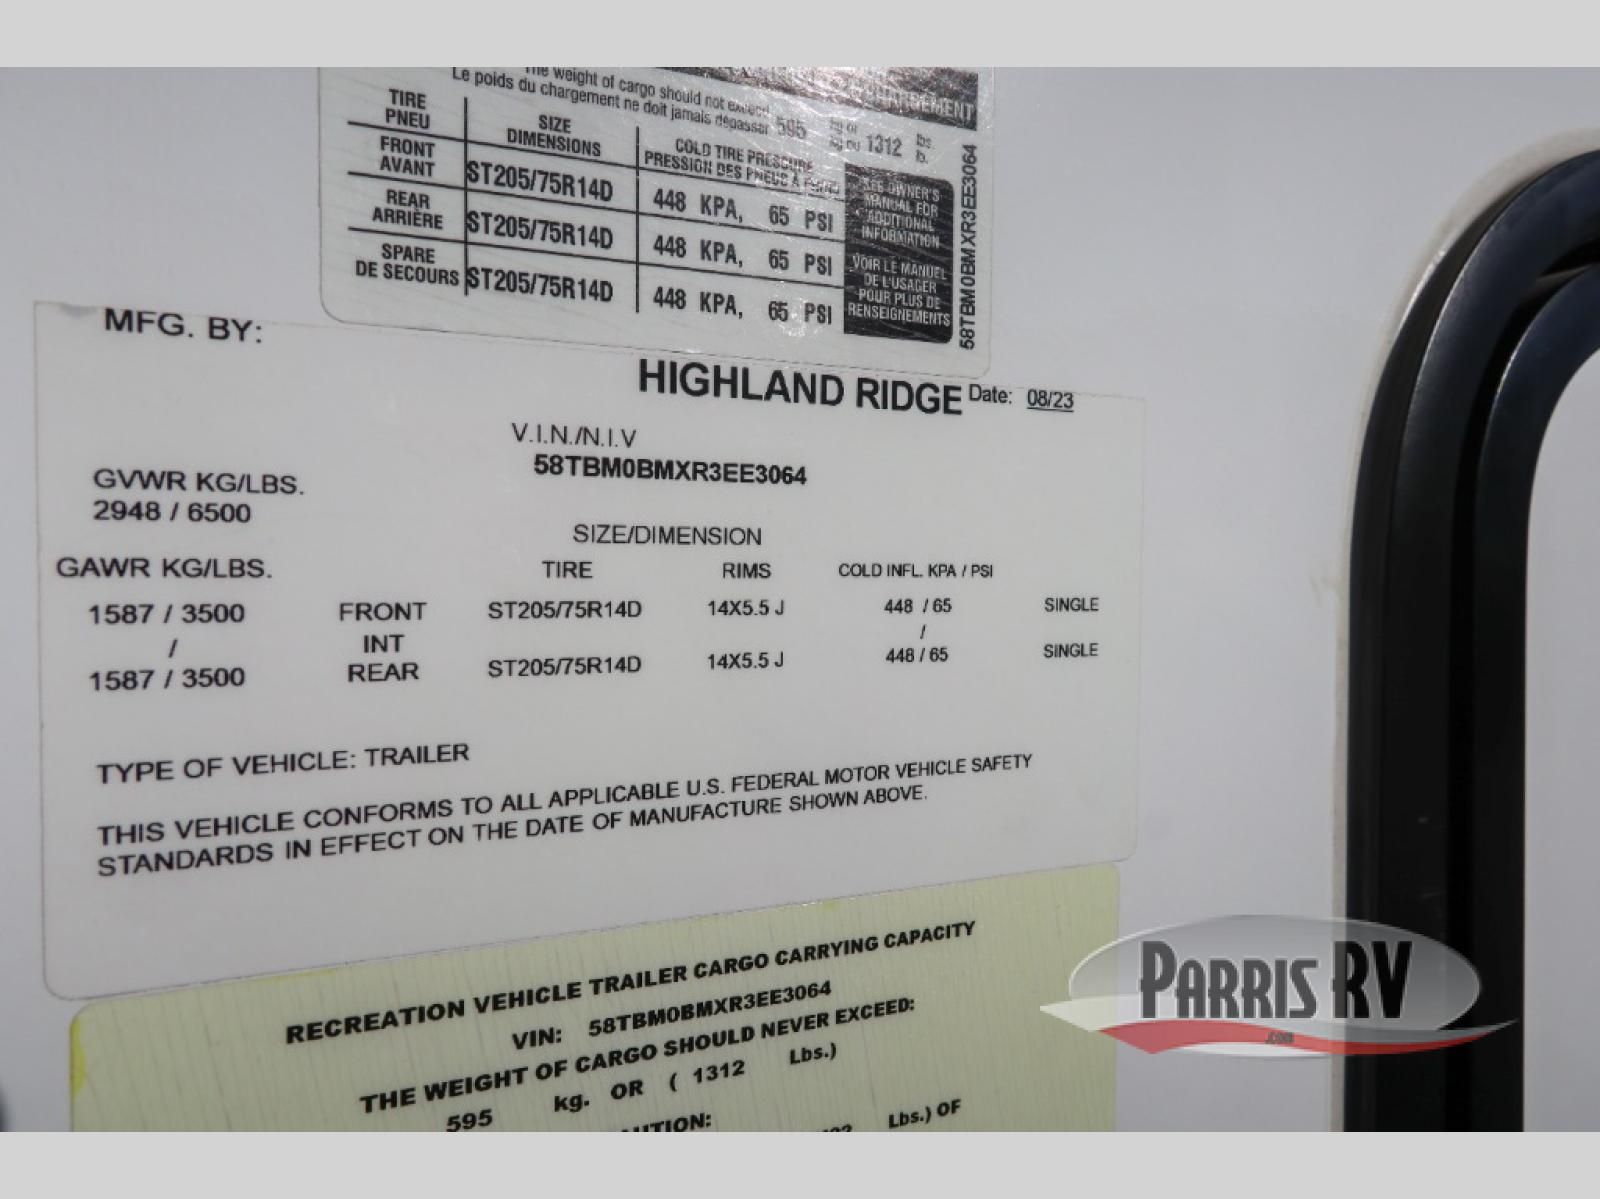 The weight of cargo should not exceed
Le poids du chargement ne doit jamais dépasser 595 kg or kg ou 1312 lbs. lb.
TIRE PNEU
SIZE DIMENSIONS
COLD TIRE PRESSURE
PRESSION DES PNEUS À FROID
FRONT AVANT ST205/75R14D 448 KPA, 65 PSI
REAR ARRIÈRE ST205/75R14D 448 KPA, 65 PSI
SPARE DE SECOURS ST205/75R14D 448 KPA, 65 PSI
SEE OWNER'S
MANUAL FOR
ADDITIONAL
INFORMATION
VOIR LE MANUEL
DE L'USAGER
POUR PLUS DE
RENSEIGNEMENTS
58TBM0BMXR3EE3064
MFG. BY:
HIGHLAND RIDGE Date: 08/23
V.I.N./N.I.V
58TBM0BMXR3EE3064
GVWR KG/LBS.
2948 / 6500
SIZE/DIMENSION
GAWR KG/LBS. TIRE RIMS COLD INFL. KPA / PSI
1587 / 3500 FRONT ST205/75R14D 14X5.5 J 448 / 65 SINGLE
/ INT /
1587 / 3500 REAR ST205/75R14D 14X5.5 J 448 / 65 SINGLE
TYPE OF VEHICLE: TRAILER
THIS VEHICLE CONFORMS TO ALL APPLICABLE U.S. FEDERAL MOTOR VEHICLE SAFETY
STANDARDS IN EFFECT ON THE DATE OF MANUFACTURE SHOWN ABOVE.
RECREATION VEHICLE TRAILER CARGO CARRYING CAPACITY
VIN: 58TBM0BMXR3EE3064
THE WEIGHT OF CARGO SHOULD NEVER EXCEED:
595 kg. OR ( 1312 Lbs.)
Lbs.) OF
PARRIS RV
.COM